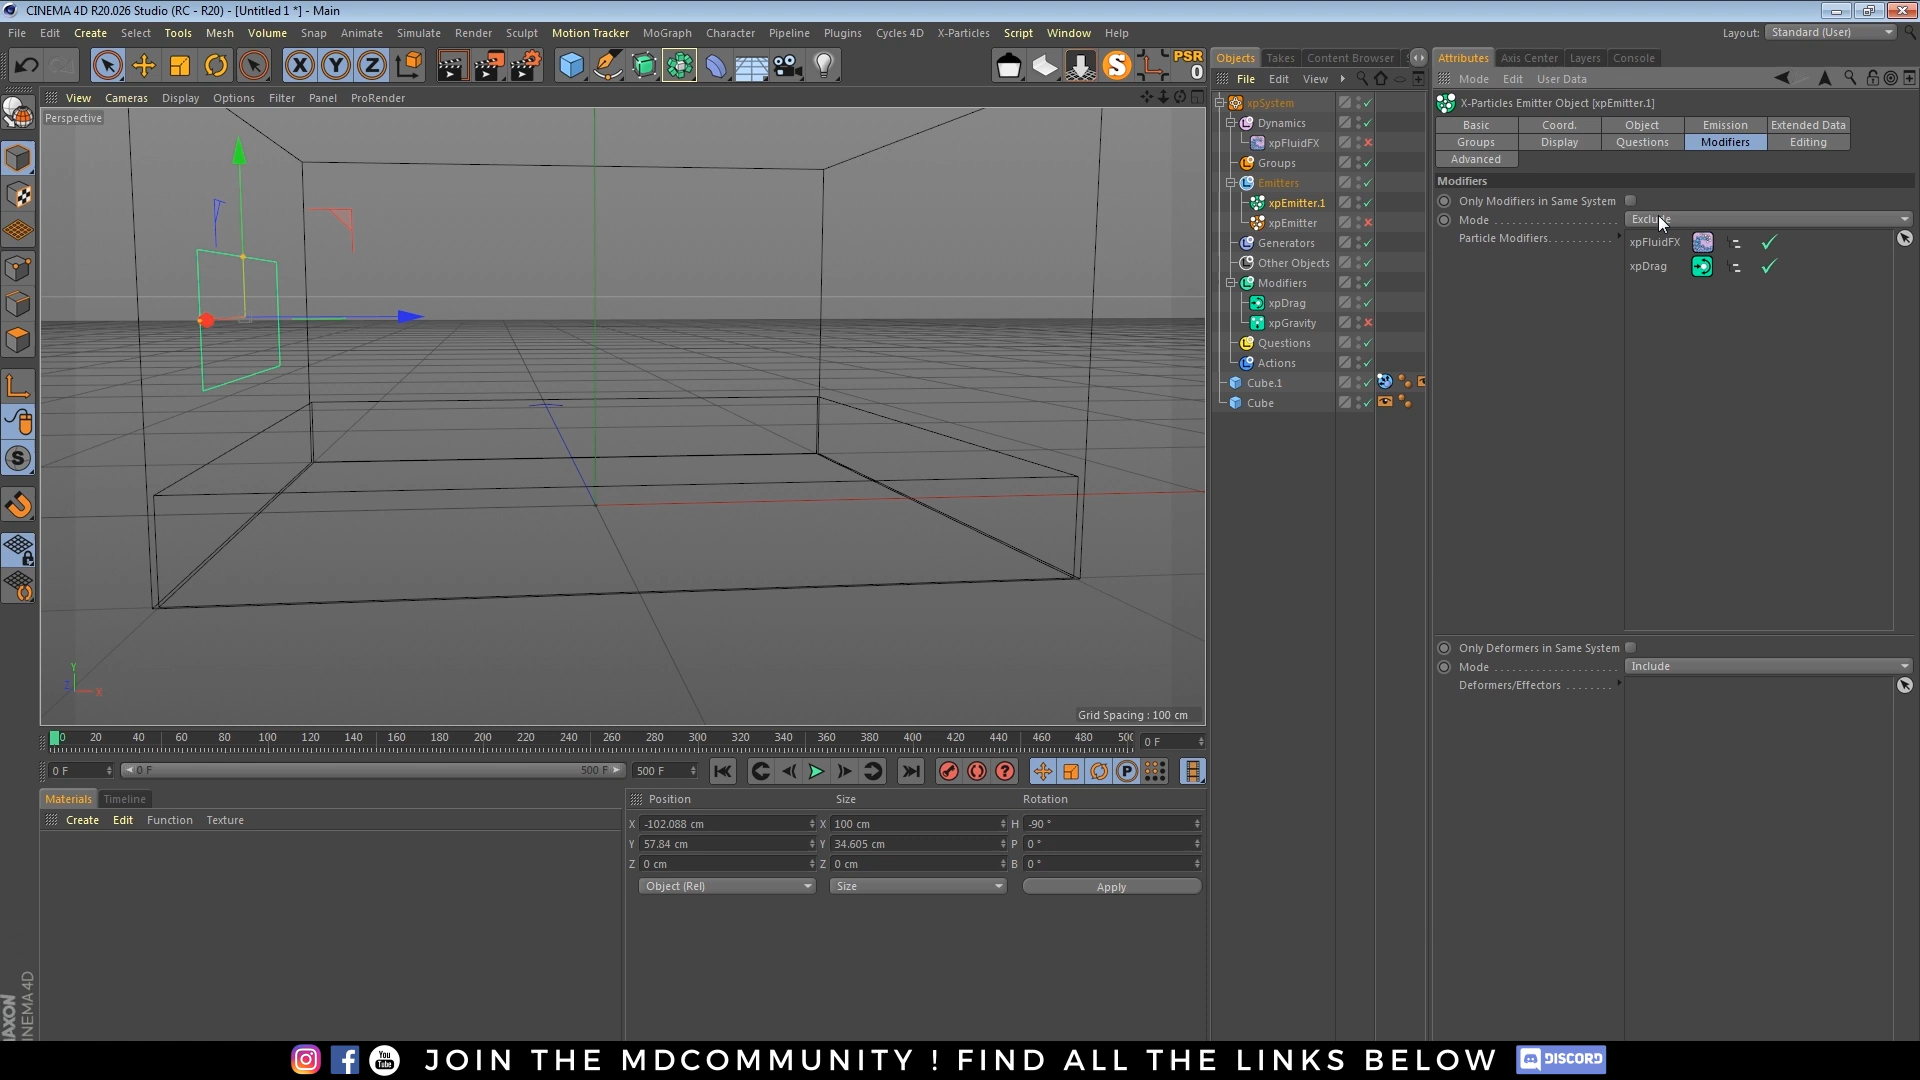 CINEMA 4D R20.026 Studio (RC - R20) - [Untitled 1 *] - Main
File Edit Create Select Tools Mesh Volume Snap Animate Simulate Render Sculpt Motion Tracker MoGraph Character Pipeline Plugins Cycles 4D X-Particles Script Window Help
Layout: Standard (User)
X Y Z S PSR 0
Objects Takes Content Browser
File Edit View
View Cameras Display Options Filter Panel ProRender
Perspective
Grid Spacing : 100 cm
Y
Z X
xpSystem
Dynamics
xpFluidFX
Groups
Emitters
xpEmitter.1
xpEmitter
Generators
Other Objects
Modifiers
xpDrag
xpGravity
Questions
Actions
Cube.1
Cube
Attributes Axis Center Layers Console
Mode Edit User Data
X-Particles Emitter Object [xpEmitter.1]
Basic Coord. Object Emission Extended Data
Groups Display Questions Modifiers Editing
Advanced
Modifiers
Only Modifiers in Same System
Mode Exclude
Particle Modifiers
xpFluidFX
xpDrag
Only Deformers in Same System
Mode Include
Deformers/Effectors
0 20 40 60 80 100 120 140 160 180 200 220 240 260 280 300 320 340 360 380 400 420 440 460 480 500 0 F
0 F 0 F 500 F 500 F P
Materials Timeline
Create Edit Function Texture
Position Size Rotation
X -102.088 cm X 100 cm H -90 °
Y 57.84 cm Y 34.605 cm P 0 °
Z 0 cm Z 0 cm B 0 °
Object (Rel) Size Apply
MAXON
CINEMA 4D
You Tube JOIN THE MDCOMMUNITY ! FIND ALL THE LINKS BELOW DISCORD